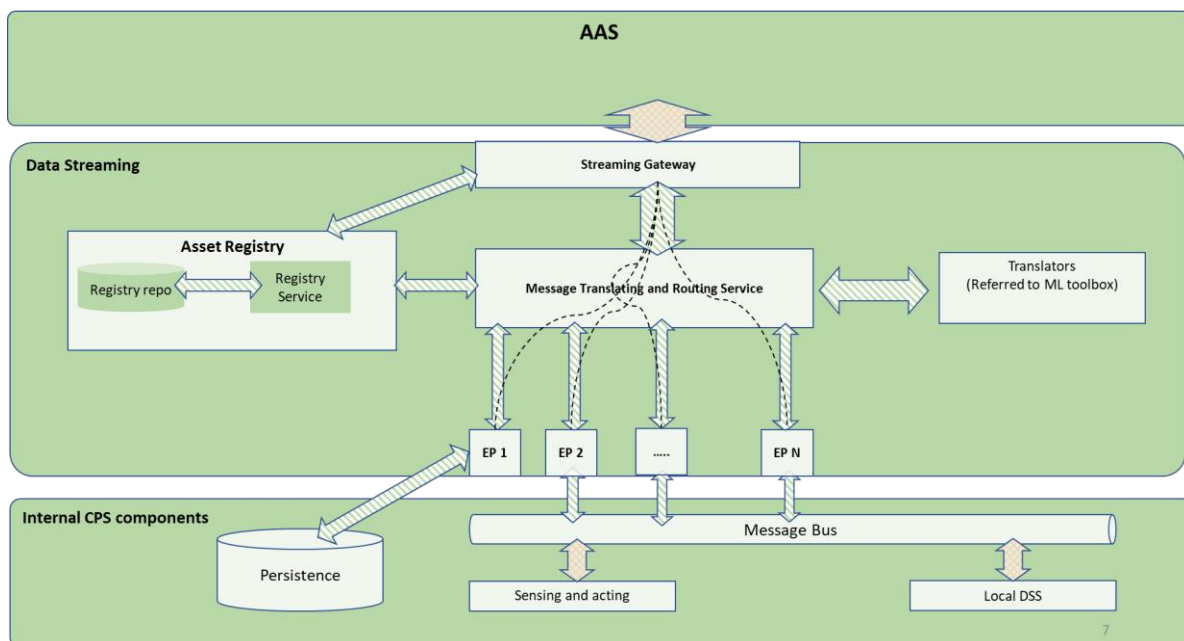 AAS
Data Streaming
Streaming Gateway
Asset Registry
Registry repo
Registry
Service
Message Translating and Routing Service
Translators
(Referred to ML toolbox)
EP 1
EP 2
.....
EP N
Internal CPS components
Message Bus
Persistence
Sensing and acting
Local DSS
7